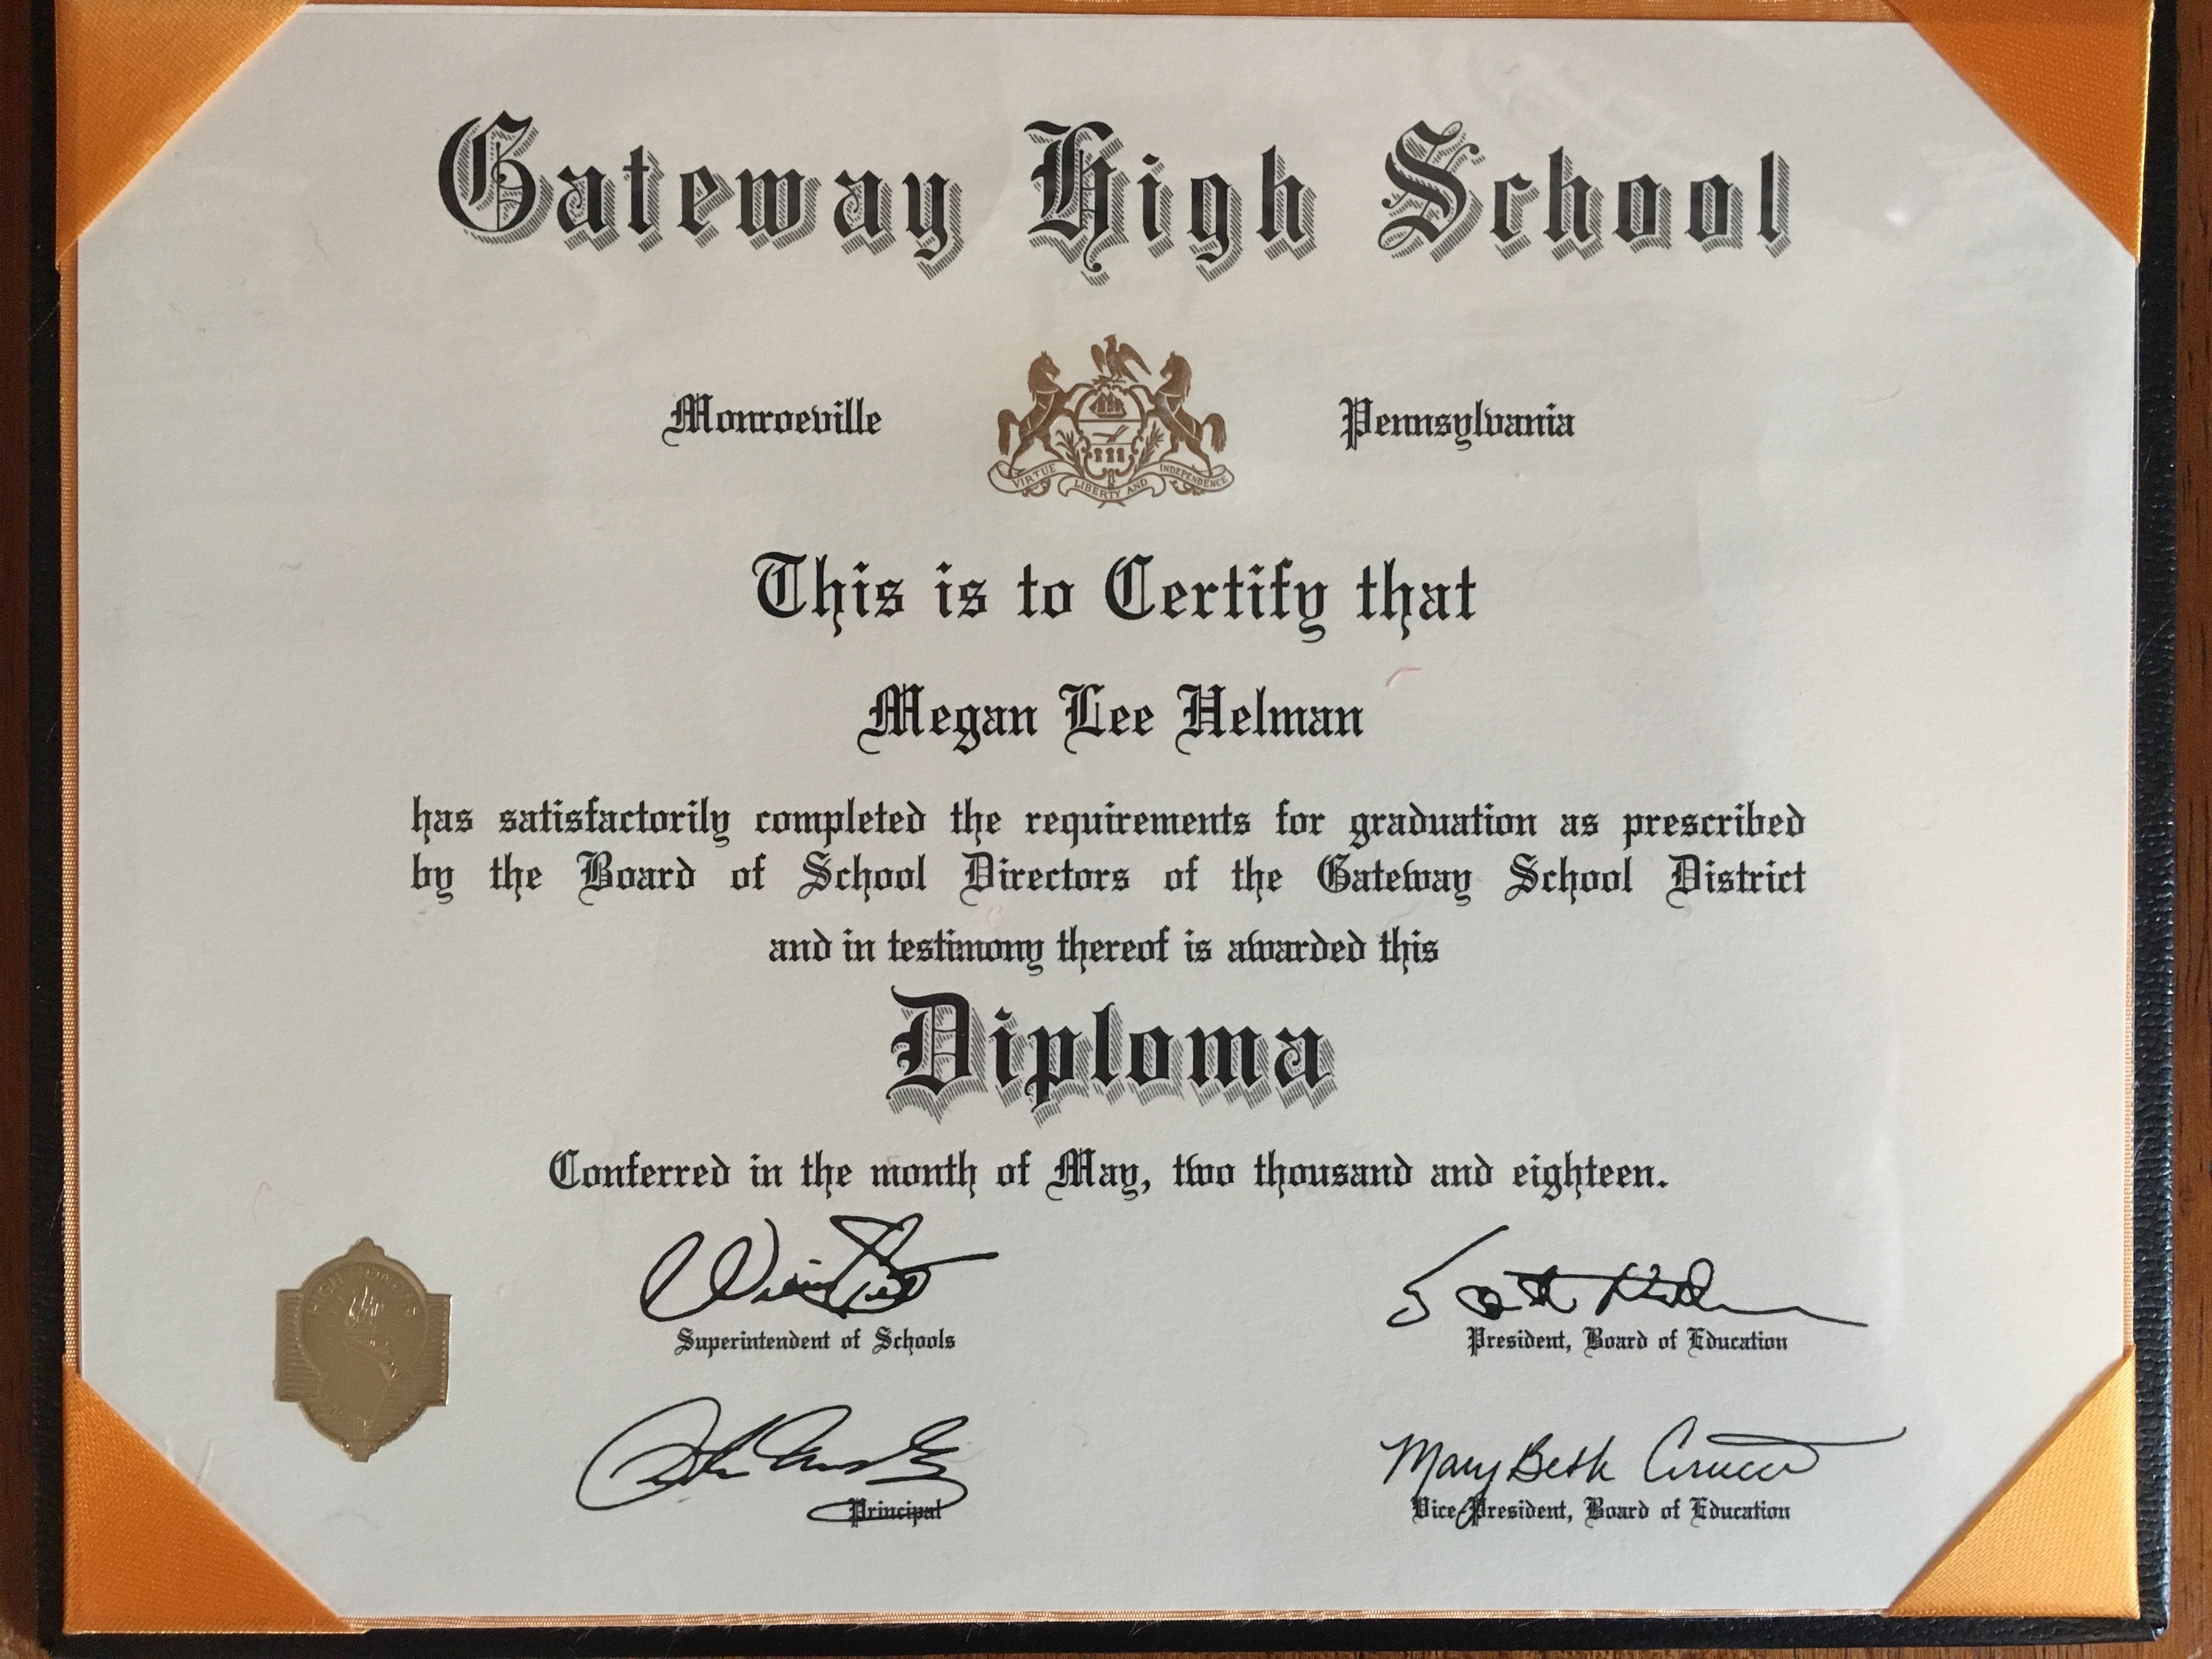 Gateway High School
Monroeville Pennsylvania
VIRTUE LIBERTY AND INDEPENDENCE
This is to Certify that
Megan Lee Helman
has satisfactorily completed the requirements for graduation as prescribed
by the Board of School Directors of the Gateway School District
and in testimony thereof is awarded this
Diploma
Conferred in the month of May, two thousand and eighteen.
Superintendent of Schools
President, Board of Education
Principal
Mary Beth
Vice-President, Board of Education